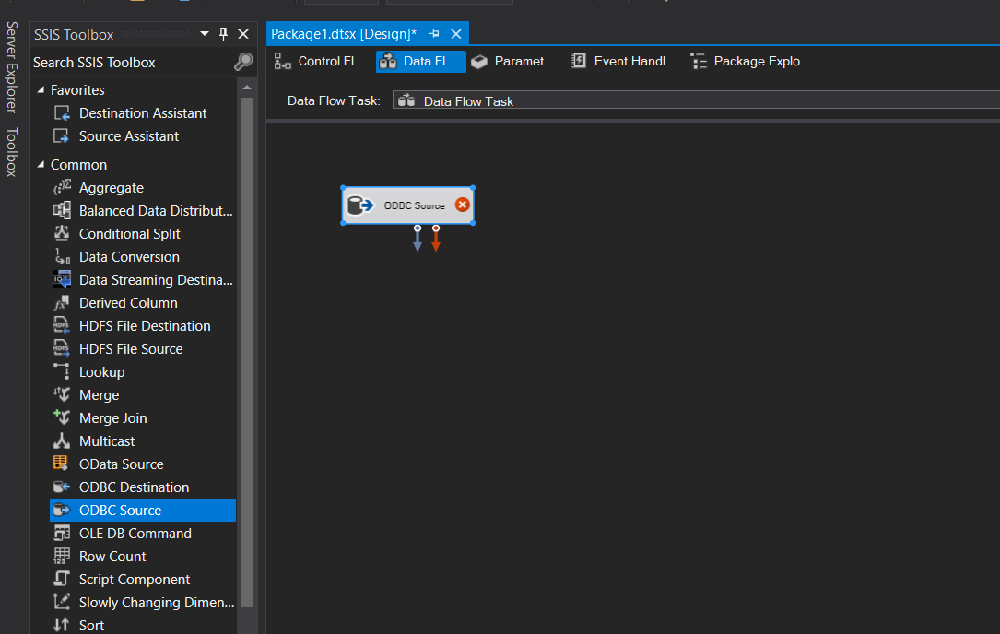 Server Explorer
Toolbox
SSIS Toolbox
Search SSIS Toolbox
Favorites
Destination Assistant
Source Assistant
Common
Aggregate
Balanced Data Distribut...
Conditional Split
Data Conversion
Data Streaming Destina...
Derived Column
HDFS File Destination
HDFS File Source
Lookup
Merge
Merge Join
Multicast
OData Source
ODBC Destination
ODBC Source
OLE DB Command
Row Count
Script Component
Slowly Changing Dimen...
Sort
Package1.dtsx [Design]*
Control Fl... Data Fl... Paramet... Event Handl... Package Explo...
Data Flow Task: Data Flow Task
ODBC Source